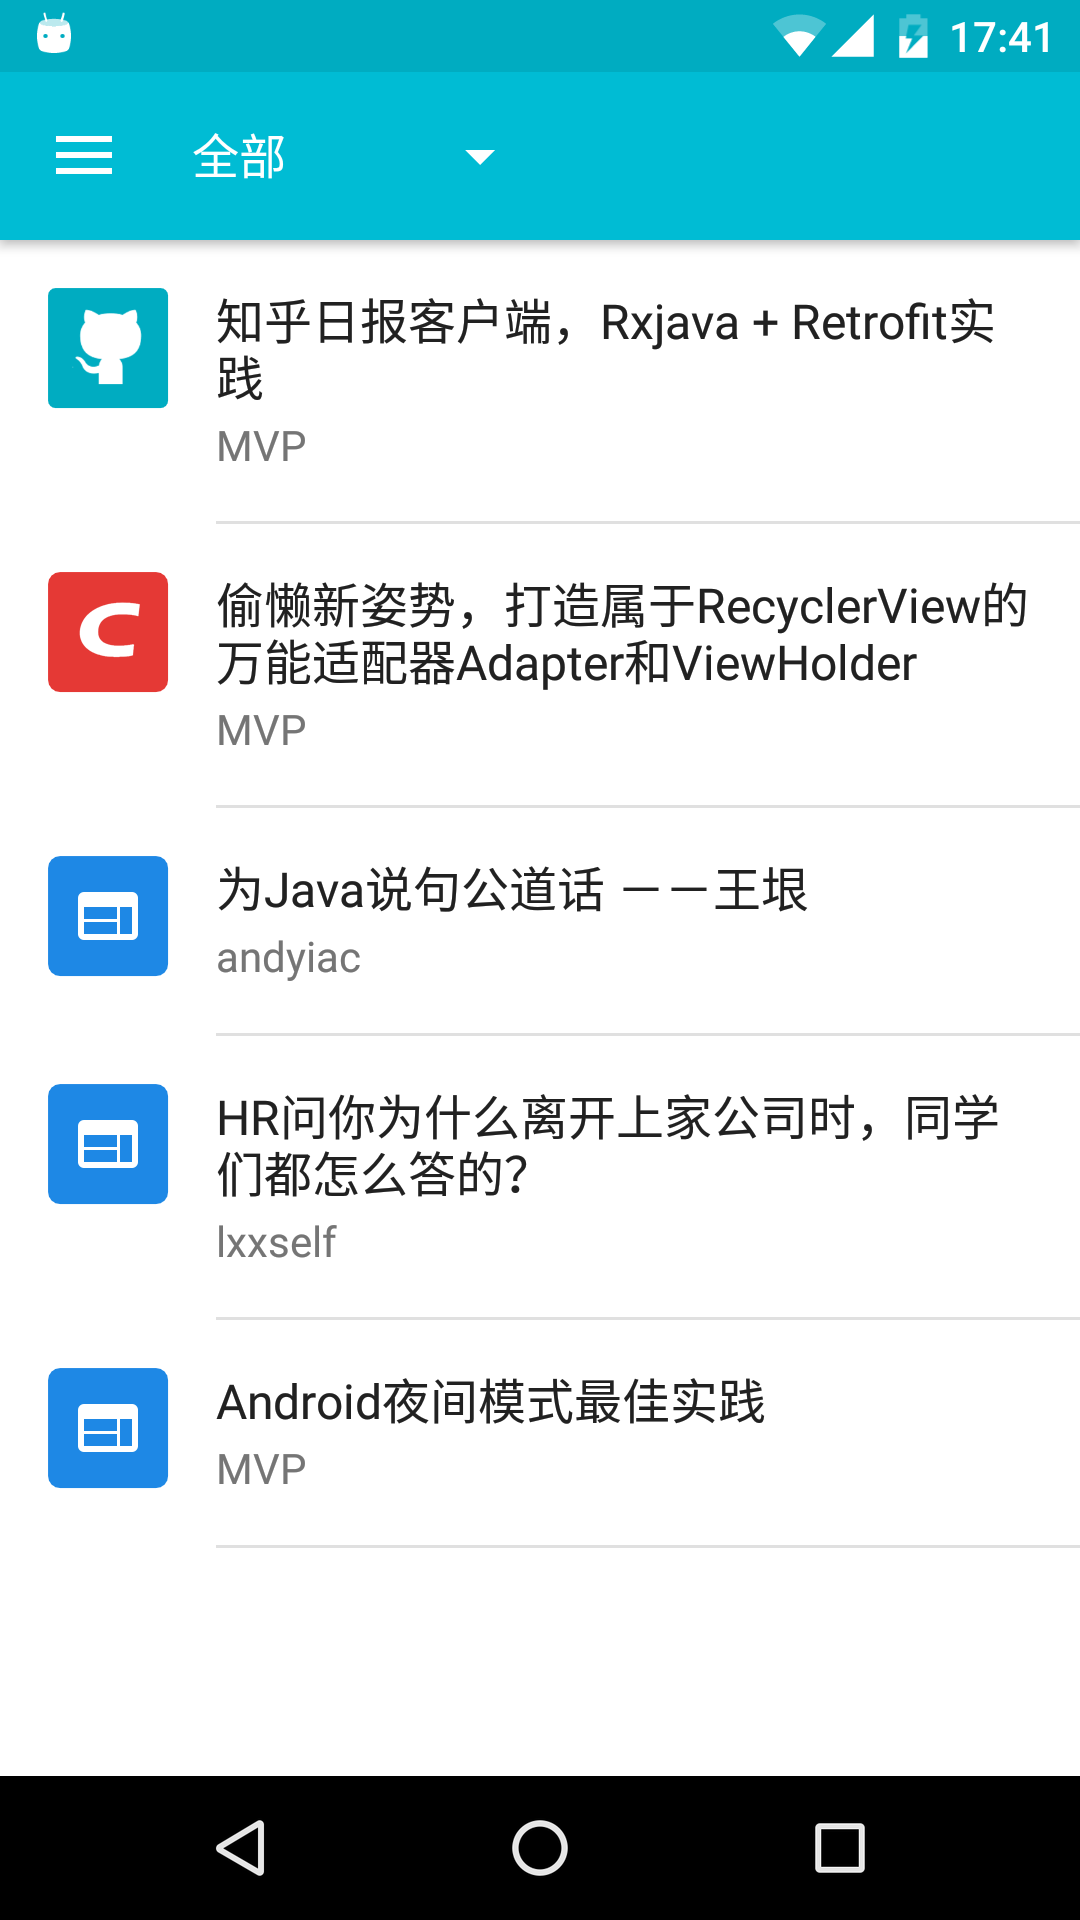 17:41
全部
知乎日报客户端，Rxjava + Retrofit实
践
MVP
偷懒新姿势，打造属于RecyclerView的
万能适配器Adapter和ViewHolder
MVP
为Java说句公道话 －－王垠
andyiac
HR问你为什么离开上家公司时，同学
们都怎么答的？
lxxself
Android夜间模式最佳实践
MVP